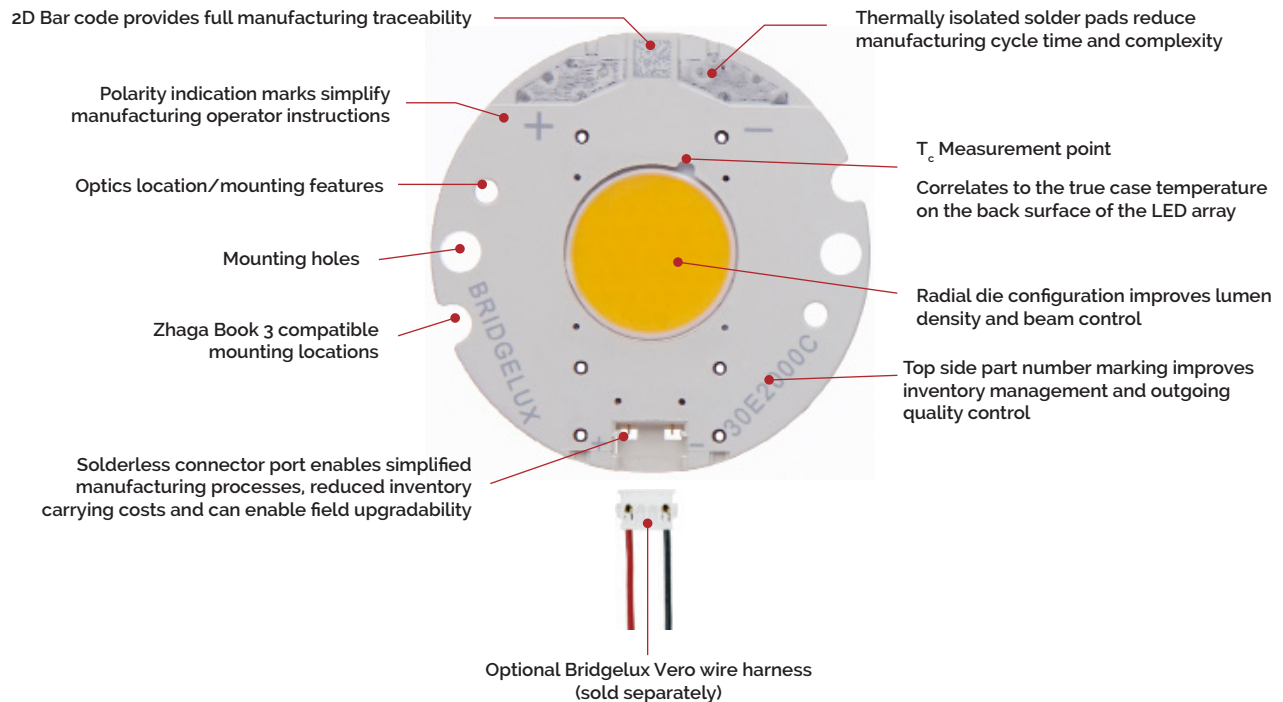 2D Bar code provides full manufacturing traceability
Thermally isolated solder pads reduce
manufacturing cycle time and complexity
Polarity indication marks simplify
manufacturing operator instructions
+
−
Tc Measurement point
Correlates to the true case temperature
on the back surface of the LED array
Optics location/mounting features
Mounting holes
Radial die configuration improves lumen
density and beam control
Zhaga Book 3 compatible
mounting locations
BRIDGELUX
30E2000C
Top side part number marking improves
inventory management and outgoing
quality control
+
−
Solderless connector port enables simplified
manufacturing processes, reduced inventory
carrying costs and can enable field upgradability
Optional Bridgelux Vero wire harness
(sold separately)